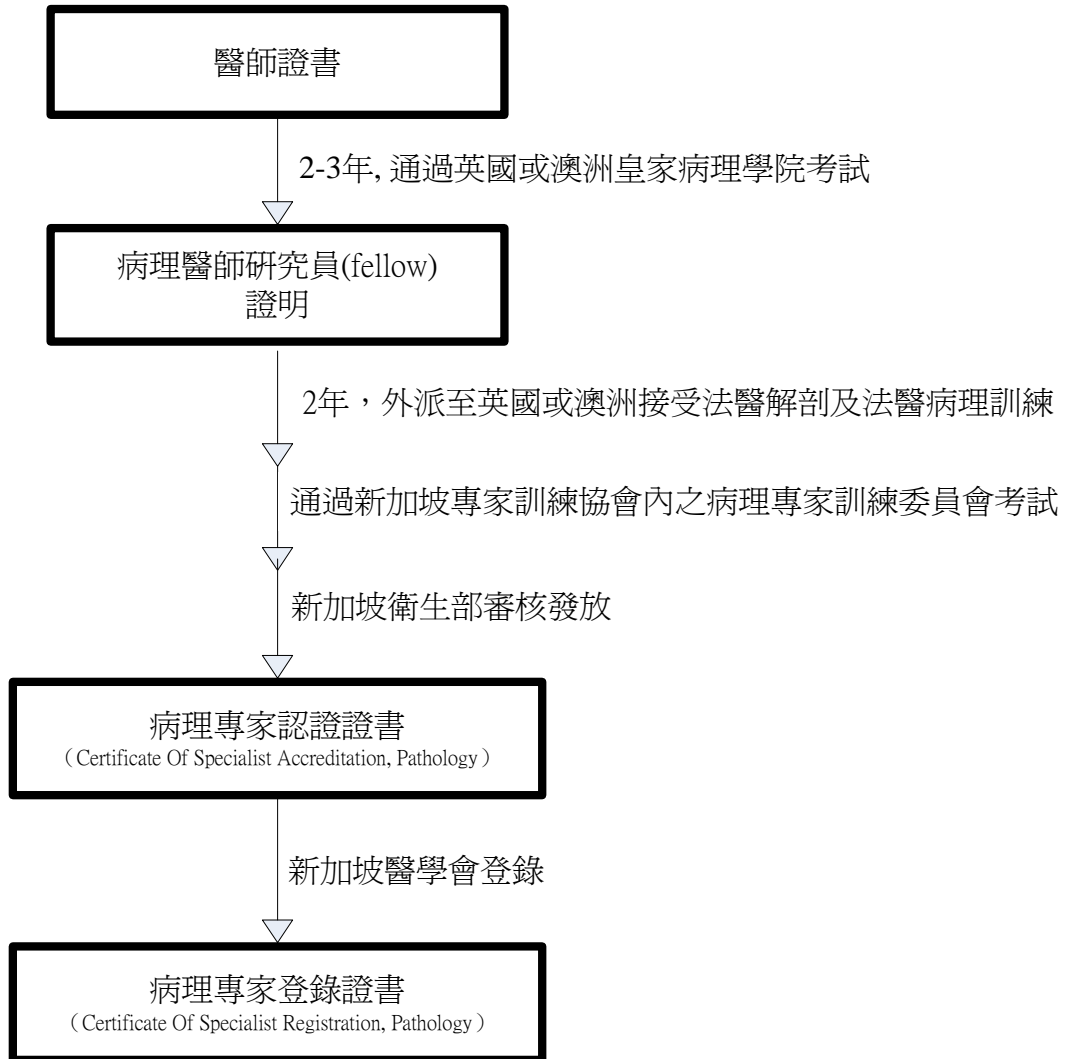 醫師證書
2-3年, 通過英國或澳洲皇家病理學院考試
病理醫師研究員(fellow)
證明
2年，外派至英國或澳洲接受法醫解剖及法醫病理訓練
通過新加坡專家訓練協會內之病理專家訓練委員會考試
新加坡衛生部審核發放
病理專家認證證書
（Certificate Of Specialist Accreditation, Pathology）
新加坡醫學會登錄
病理專家登錄證書
（Certificate Of Specialist Registration, Pathology）